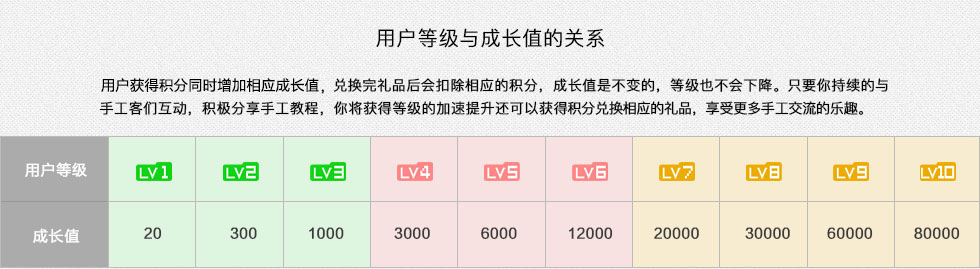 用户等级与成长值的关系
用户获得积分同时增加相应成长值，兑换完礼品后会扣除相应的积分，成长值是不变的，等级也不会下降。只要你持续的与
手工客们互动，积极分享手工教程，你将获得等级的加速提升还可以获得积分兑换相应的礼品，享受更多手工交流的乐趣。
用户等级 LV1 LV2 LV3 LV4 LV5 LV6 LV7 LV8 LV9 LV10
成长值 20 300 1000 3000 6000 12000 20000 30000 60000 80000